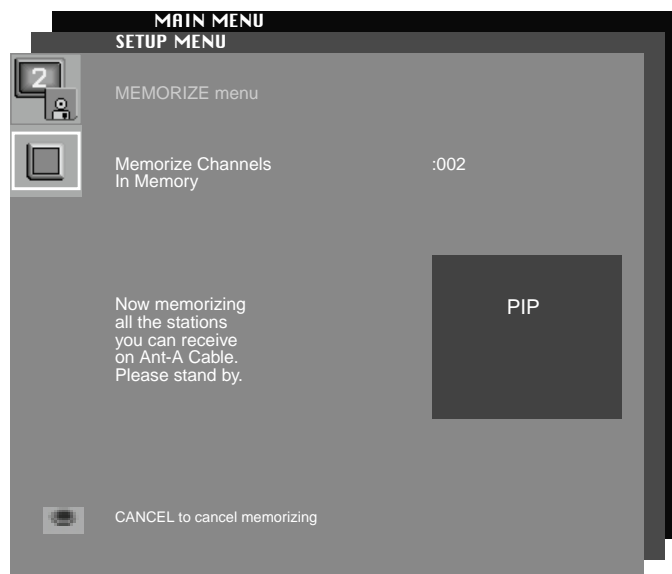 MAIN MENU
SETUP MENU
2
MEMORIZE menu
Memorize Channels :002
In Memory
Now memorizing
all the stations
you can receive
on Ant-A Cable.
Please stand by.
PIP
CANCEL to cancel memorizing